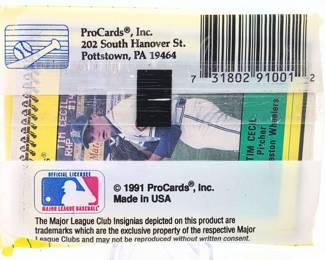 ProCards®, Inc.
202 South Hanover St.
Pottstown, PA 19464
7 31802 91001 2
TIM CECIL
TIM CECIL
Pitcher
OFFICIAL LICENSEE
MAJOR LEAGUE BASEBALL
© 1991 ProCards®, Inc.
Made in USA
The Major League Club Insignias depicted on this product are
trademarks which are the exclusive property of the respective Major
League Clubs and may not be reproduced without written consent.